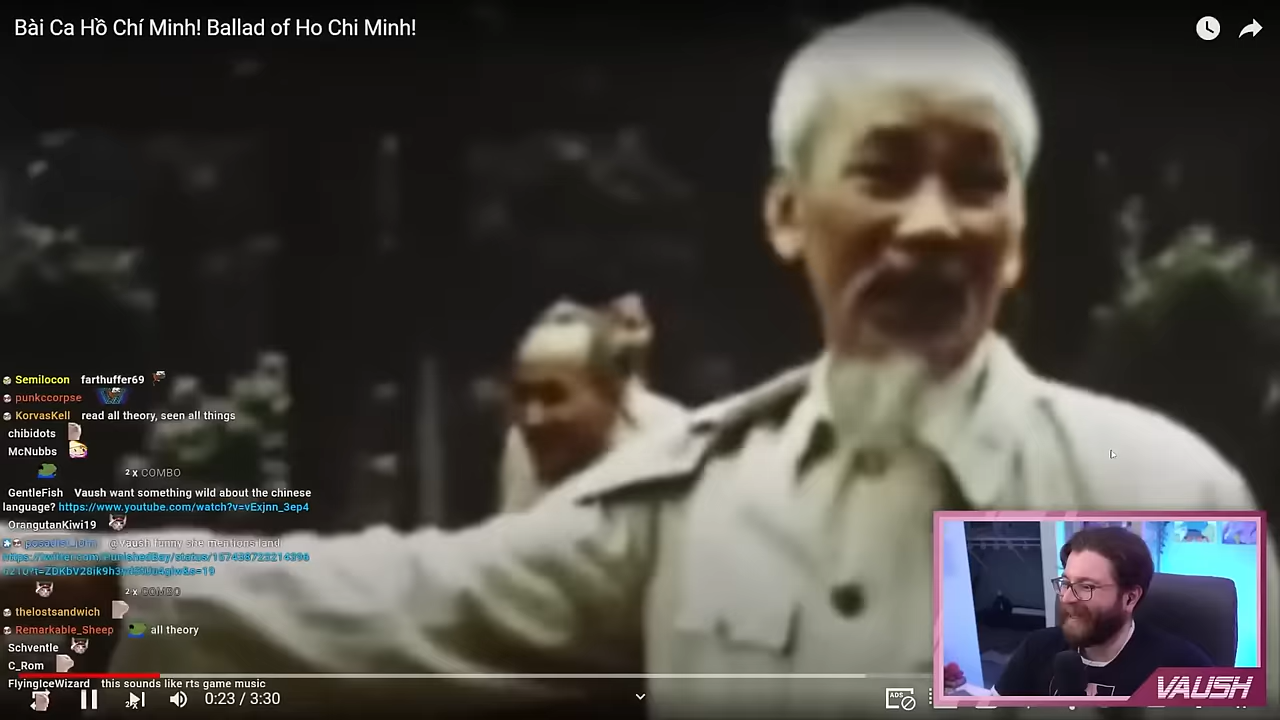 Bài Ca Hồ Chí Minh! Ballad of Ho Chi Minh!
Semilocon farthuffer69
punkccorpse
KorvasKell read all theory, seen all things
chibidots
McNubbs
2 x COMBO
GentleFish Vaush want something wild about the chinese
language? https://www.youtube.com/watch?v=vExjnn_3ep4
OrangutanKiwi19
@vaush funny she mentions land
2 x COMBO
thelostsandwich
Remarkable_Sheep all theory
Schventle
C_Rom
FlyingIceWizard this sounds like rts game music
0:23 / 3:30
ADS
VAUSH